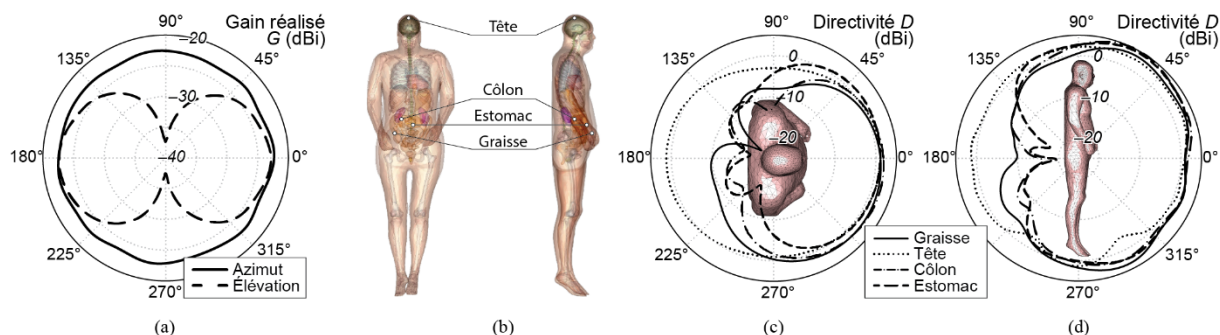 Gain réalisé
G (dBi)
90°
−20
135°
45°
−30
180°
−40
0°
225°
315°
270°
Azimut
Élévation
(a)
Tête
Côlon
Estomac
Graisse
(b)
Directivité D
(dBi)
90°
0
135°
45°
−10
−20
180°
0°
225°
270°
(c)
Graisse
Tête
Côlon
Estomac
Directivité D
(dBi)
90°
0
135°
45°
−10
−20
180°
0°
315°
270°
(d)